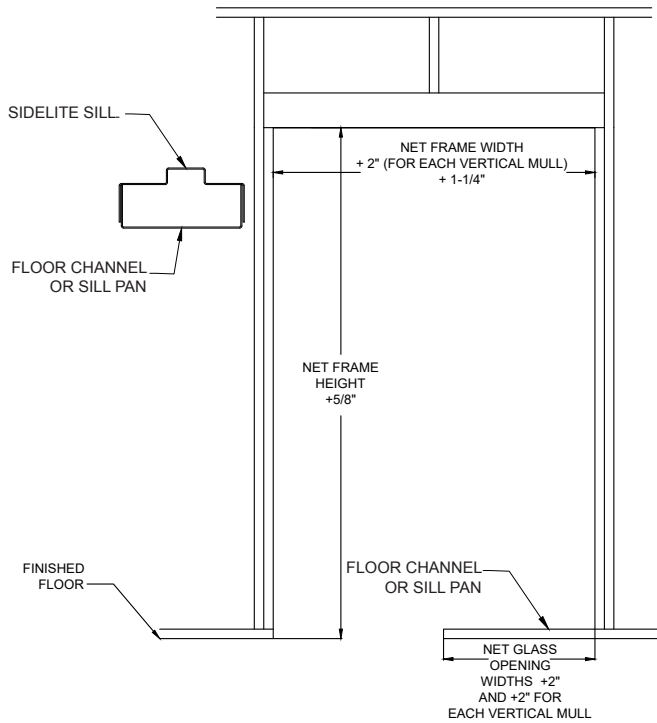 SIDELITE SILL.
NET FRAME WIDTH
+ 2" (FOR EACH VERTICAL MULL)
+ 1-1/4"
FLOOR CHANNEL
OR SILL PAN
NET FRAME
HEIGHT
+5/8"
FINISHED
FLOOR
FLOOR CHANNEL
OR SILL PAN
NET GLASS
OPENING
WIDTHS +2"
AND +2" FOR
EACH VERTICAL MULL